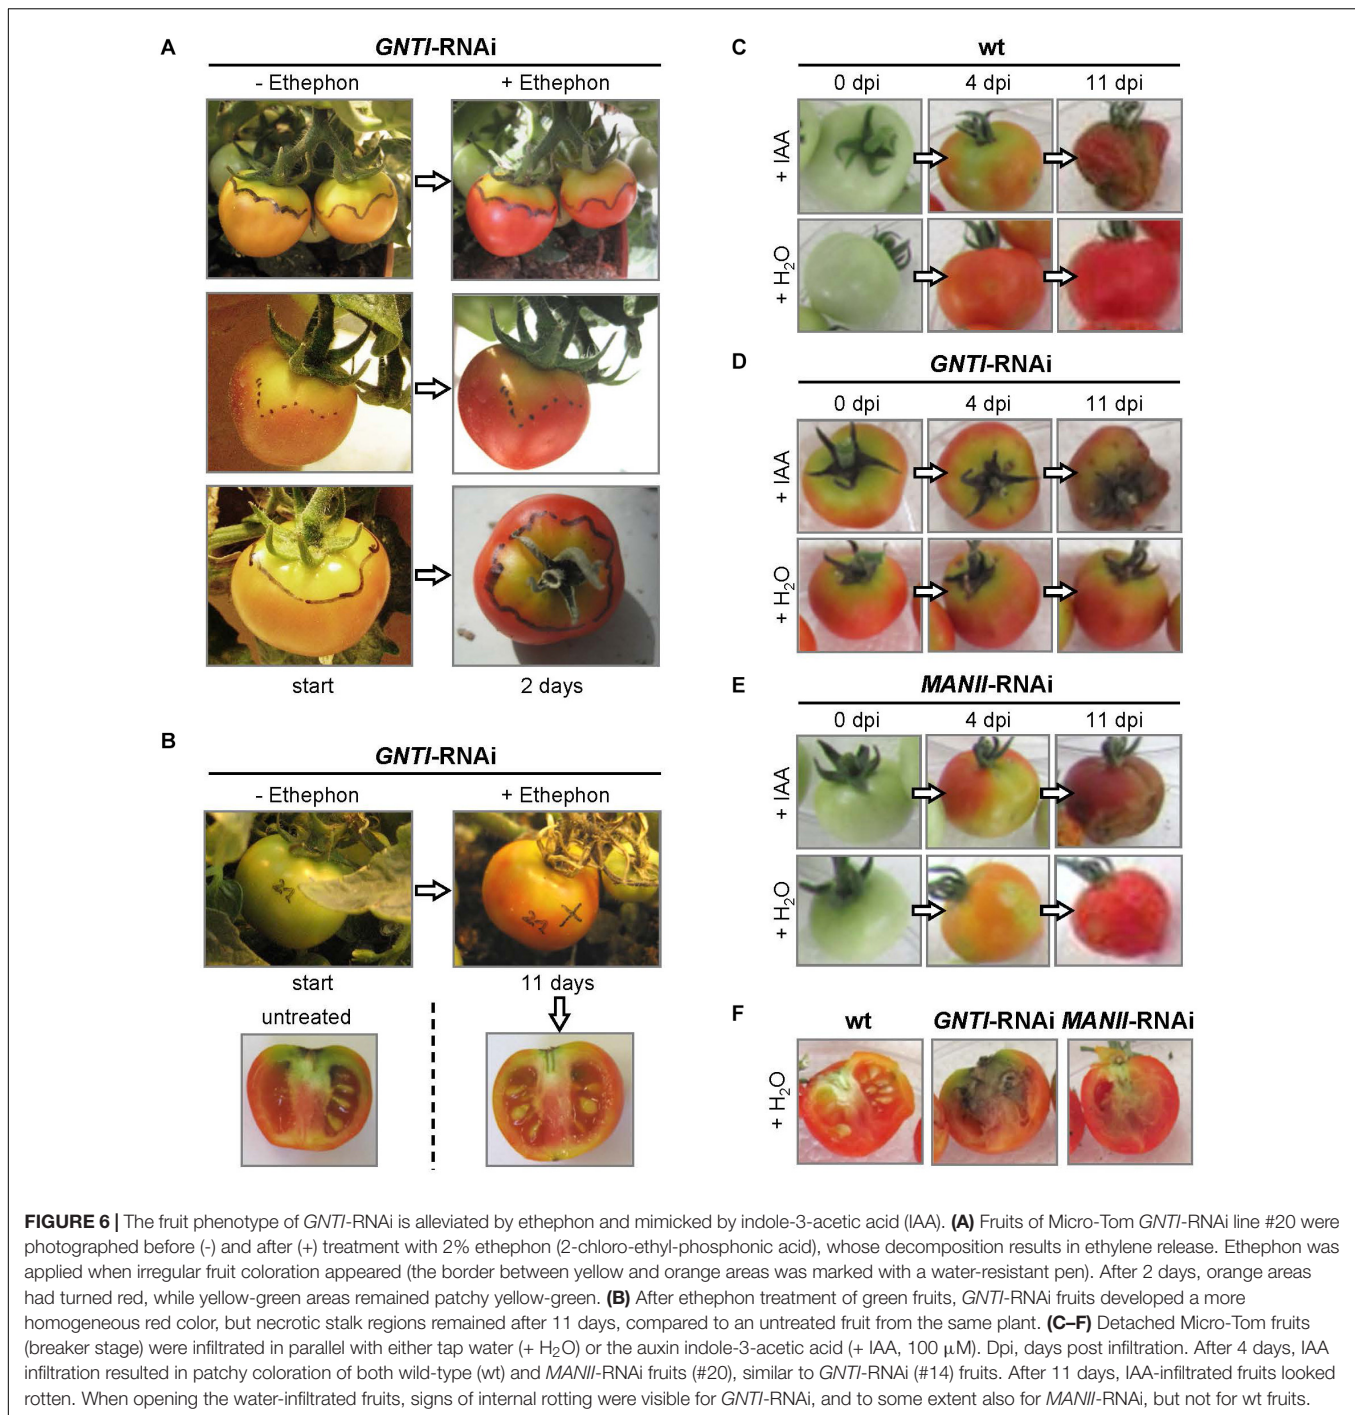 A
GNTI-RNAi
- Ethephon
+ Ethephon
start
2 days
B
GNTI-RNAi
- Ethephon
+ Ethephon
start
11 days
untreated
C
wt
0 dpi
4 dpi
11 dpi
+ IAA
+ H2O
D
GNTI-RNAi
0 dpi
4 dpi
11 dpi
+ IAA
+ H2O
E
MANII-RNAi
0 dpi
4 dpi
11 dpi
+ IAA
+ H2O
F
wt
GNTI-RNAi
MANII-RNAi
+ H2O
FIGURE 6 | The fruit phenotype of GNTI-RNAi is alleviated by ethephon and mimicked by indole-3-acetic acid (IAA). (A) Fruits of Micro-Tom GNTI-RNAi line #20 were
photographed before (-) and after (+) treatment with 2% ethephon (2-chloro-ethyl-phosphonic acid), whose decomposition results in ethylene release. Ethephon was
applied when irregular fruit coloration appeared (the border between yellow and orange areas was marked with a water-resistant pen). After 2 days, orange areas
had turned red, while yellow-green areas remained patchy yellow-green. (B) After ethephon treatment of green fruits, GNTI-RNAi fruits developed a more
homogeneous red color, but necrotic stalk regions remained after 11 days, compared to an untreated fruit from the same plant. (C–F) Detached Micro-Tom fruits
(breaker stage) were infiltrated in parallel with either tap water (+ H2O) or the auxin indole-3-acetic acid (+ IAA, 100 μM). Dpi, days post infiltration. After 4 days, IAA
infiltration resulted in patchy coloration of both wild-type (wt) and MANII-RNAi fruits (#20), similar to GNTI-RNAi (#14) fruits. After 11 days, IAA-infiltrated fruits looked
rotten. When opening the water-infiltrated fruits, signs of internal rotting were visible for GNTI-RNAi, and to some extent also for MANII-RNAi, but not for wt fruits.